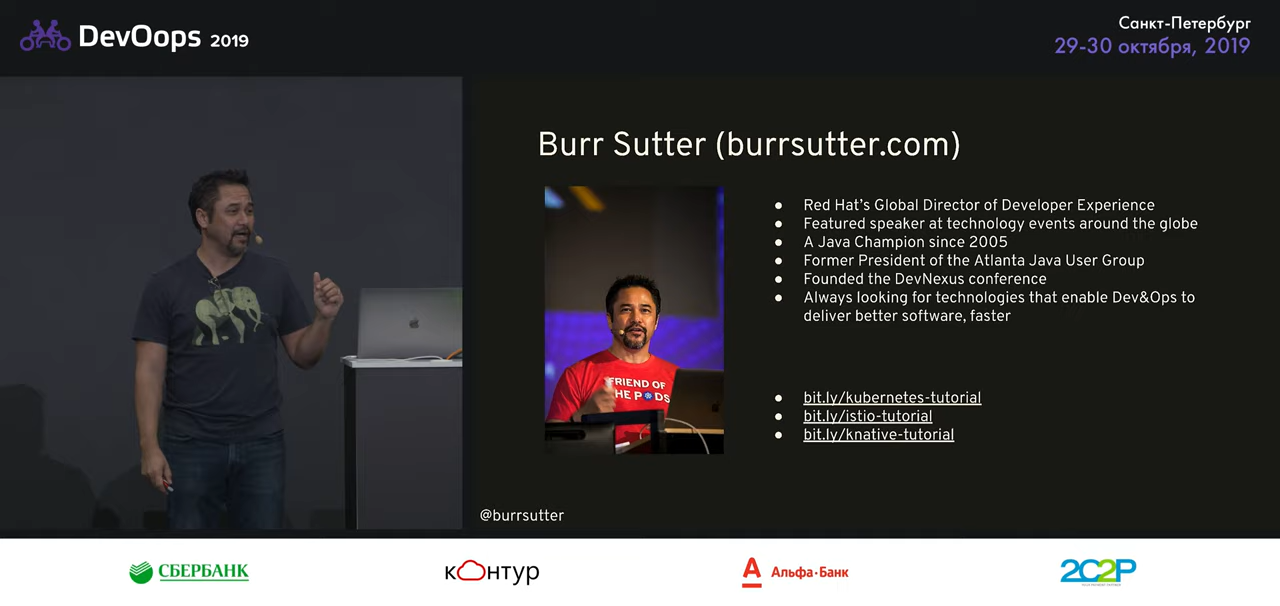 DevOops 2019
Санкт-Петербург
29-30 октября, 2019
Burr Sutter (burrsutter.com)
● Red Hat's Global Director of Developer Experience
● Featured speaker at technology events around the globe
● A Java Champion since 2005
● Former President of the Atlanta Java User Group
● Founded the DevNexus conference
● Always looking for technologies that enable Dev&Ops to
deliver better software, faster
FRIEND OF
THE PODS
● bit.ly/kubernetes-tutorial
● bit.ly/istio-tutorial
● bit.ly/knative-tutorial
@burrsutter
СБЕРБАНК
контур
Альфа·Банк
2C2P